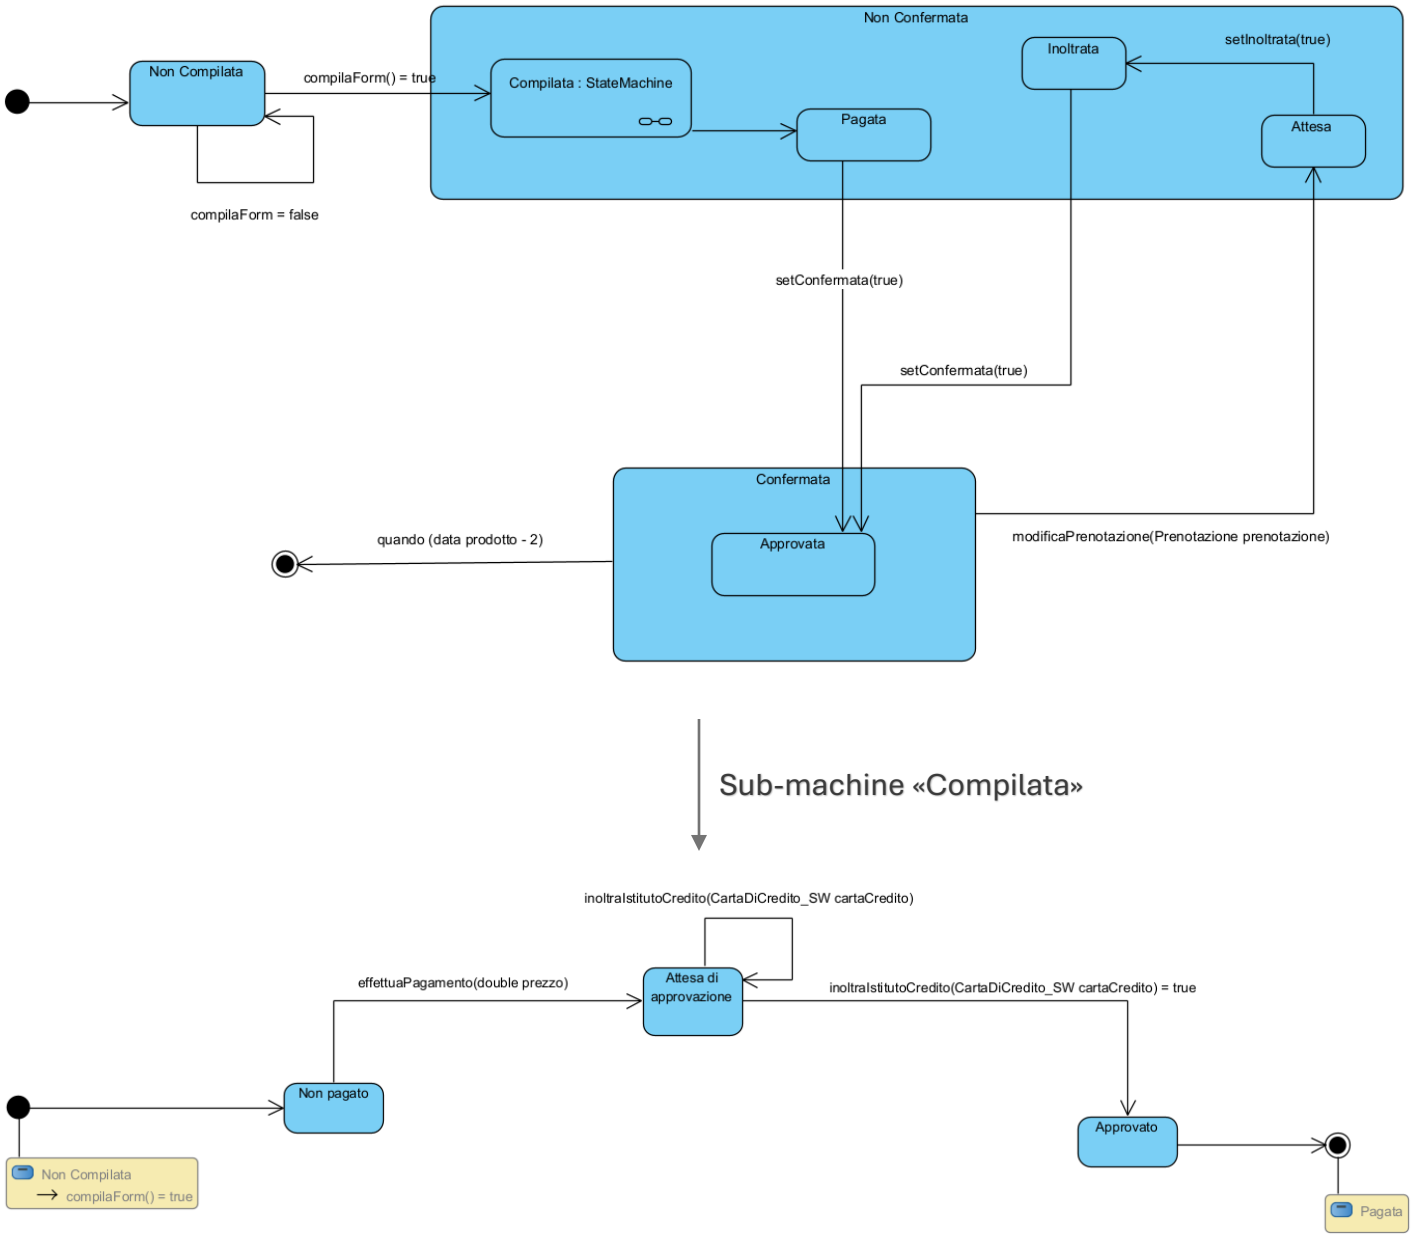 Non Confermata
Non Compilata
compilaForm() = true
Compilata : StateMachine
Inoltrata
setInoltrata(true)
Pagata
Attesa
compilaForm = false
setConfermata(true)
setConfermata(true)
Confermata
quando (data prodotto - 2)
Approvata
modificaPrenotazione(Prenotazione prenotazione)
Sub-machine «Compilata»
inoltraIstitutoCredito(CartaDiCredito_SW cartaCredito)
effettuaPagamento(double prezzo)
Attesa di
approvazione
inoltraIstitutoCredito(CartaDiCredito_SW cartaCredito) = true
Non pagato
Approvato
Non Compilata
compilaForm() = true
Pagata